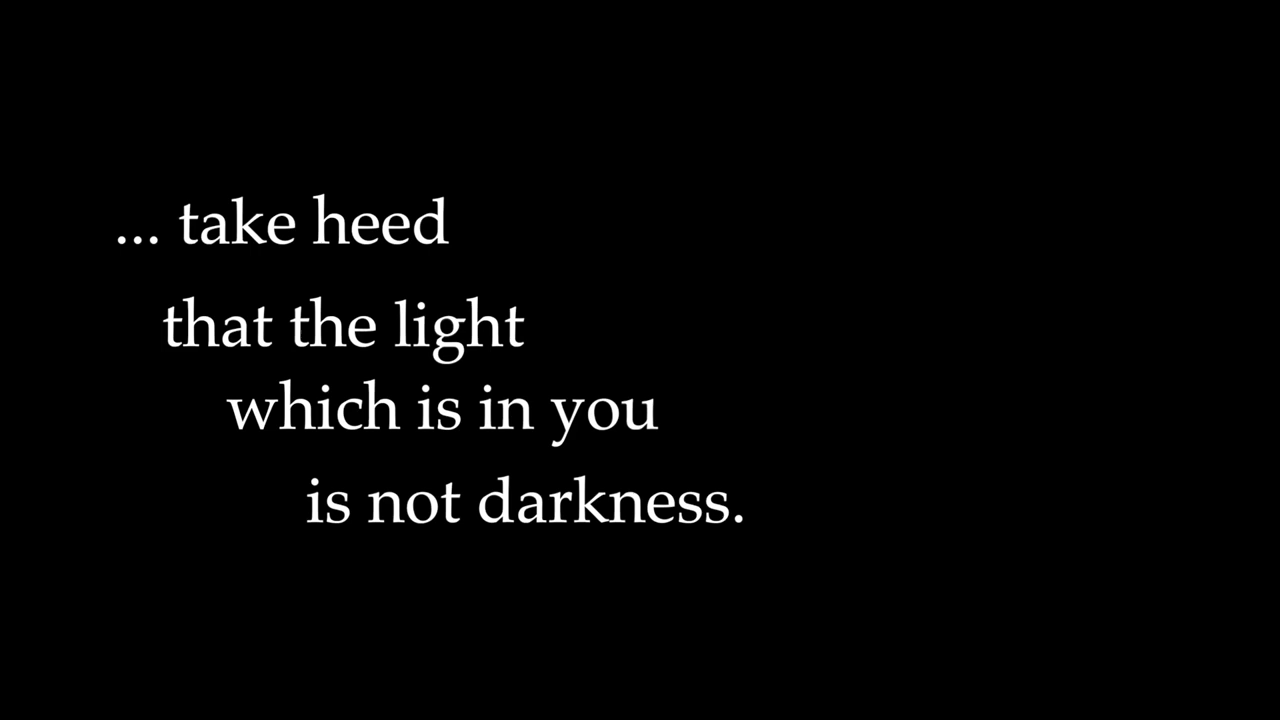 ... take heed
that the light
which is in you
is not darkness.